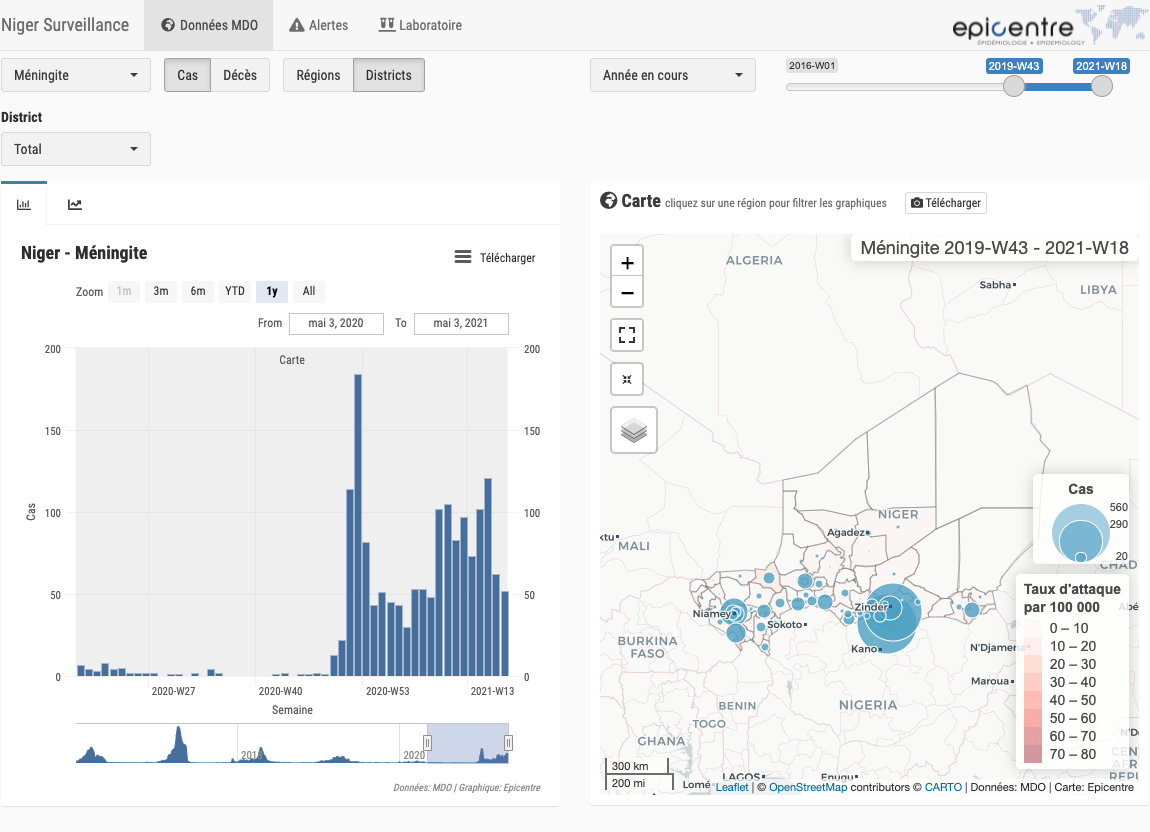 Niger Surveillance
Données MDO
Alertes
Laboratoire
epicentre
EPIDÉMIOLOGIE • EPIDEMIOLOGY
Méningite
Cas
Décès
Régions
Districts
Année en cours
2016-W01
2019-W43
2021-W18
District
Total
Carte cliquez sur une région pour filtrer les graphiques
Télécharger
Niger - Méningite
Télécharger
Zoom
1m
3m
6m
YTD
1y
All
From
mai 3, 2020
To
mai 3, 2021
Carte
200
150
100
50
0
200
150
100
50
0
Cas
2020-W27
2020-W40
2020-W53
2021-W13
Semaine
2020
Données: MDO | Graphique: Epicentre
+
−
Méningite 2019-W43 - 2021-W18
ALGERIA
Sabha
LIBYA
NIGER
Agadez
ktu
MALI
CHAD
Niamey
Zinder
Sokoto
Kano
BURKINA
FASO
N'Djamena
Maroua
BENIN
NIGERIA
TOGO
GHANA
LAGOS
Lomé
Enugu
Abé
N'D
Cas
560
290
20
Taux d'attaque
par 100 000
0 – 10
10 – 20
20 – 30
30 – 40
40 – 50
50 – 60
60 – 70
70 – 80
300 km
200 mi
Leaflet | © OpenStreetMap contributors © CARTO | Données: MDO | Carte: Epicentre